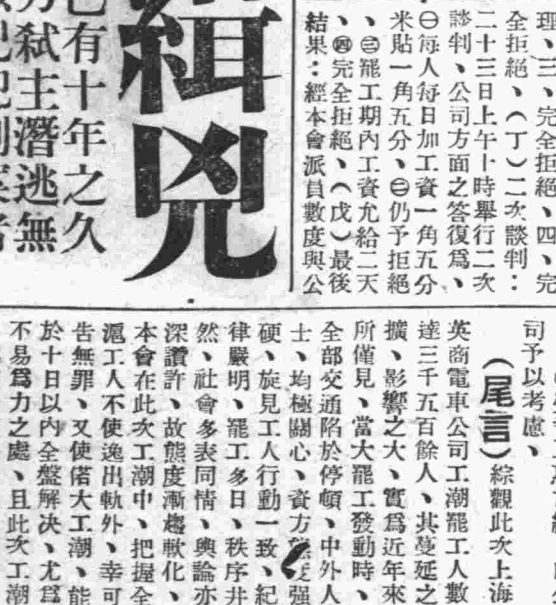 理、三、完全拒絕、四、完
全拒絕、(丁)二次談判：
二十三日上午十時舉行二次
談判、公司方面之答復爲、
㊀每人每日加工資一角五分
米貼一角五分、㊁仍予拒絕
、㊂罷工期內工資允給二天
、㊃完全拒絕、(戊)最後
結果：經本會派員數度與公
緝兇
已有十年之久
弑主潛逃無
司予以考慮、
(尾言)綜觀此次上海
英商電車公司工潮罷工人數
達三千五百餘人、其蔓延之
擴、影響之大、實爲近年來
所僅見、當大罷工發動時、
全部交通陷於停頓、中外人
士、均極關心、資方態度强
硬、旋見工人行動一致、紀
律嚴明、罷工多日、秩序井
然、社會多表同情、輿論亦
深讚許、故態度漸趨軟化、
本會在此次工潮中、把握全
滬工人不使逸出軌外、幸可
告無罪、又使偌大工潮、能
於十日以內全盤解決、尤爲
不易爲力之處、且此次工潮